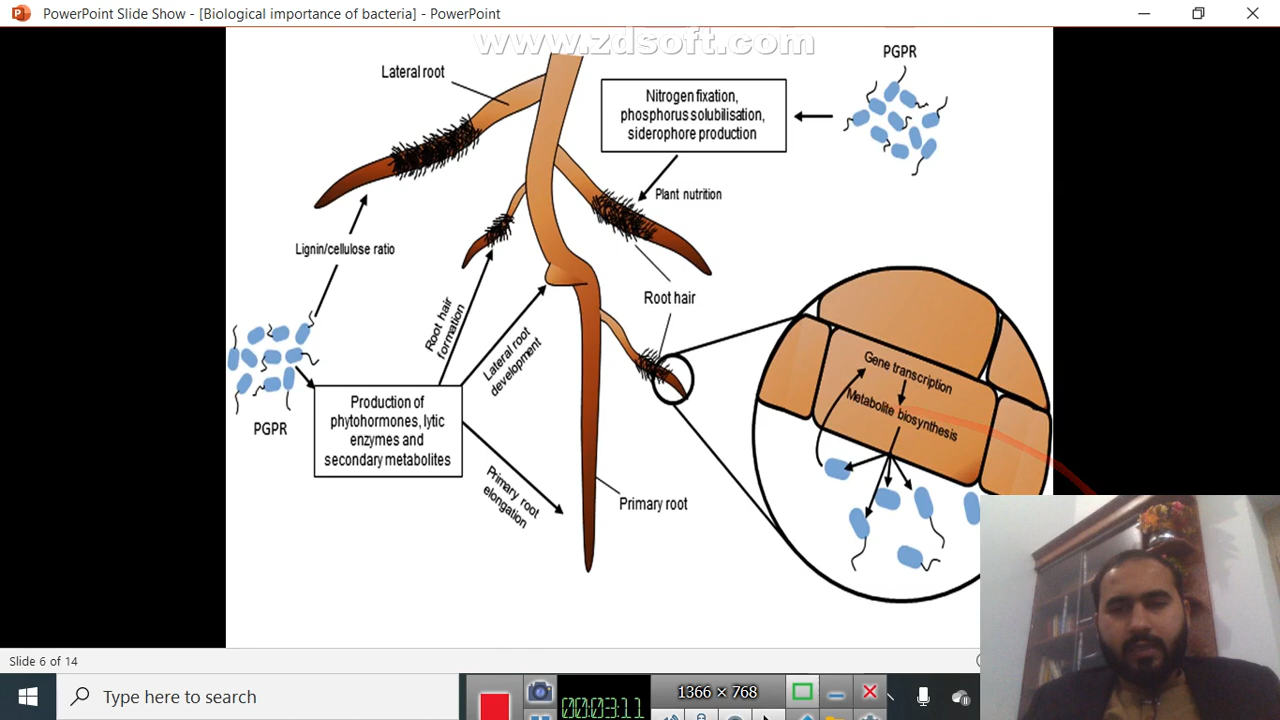 PowerPoint Slide Show - [Biological importance of bacteria] - PowerPoint
www.zdsoft.com
PGPR
Lateral root
Nitrogen fixation,
phosphorus solubilisation,
siderophore production
Plant nutrition
Lignin/cellulose ratio
Root hair
Root hair
formation
Lateral root
development
Gene transcription
Metabolite biosynthesis
PGPR
Production of
phytohormones, lytic
enzymes and
secondary metabolites
Primary root
elongation
Primary root
Slide 6 of 14
Type here to search
00:03:11
1366 × 768